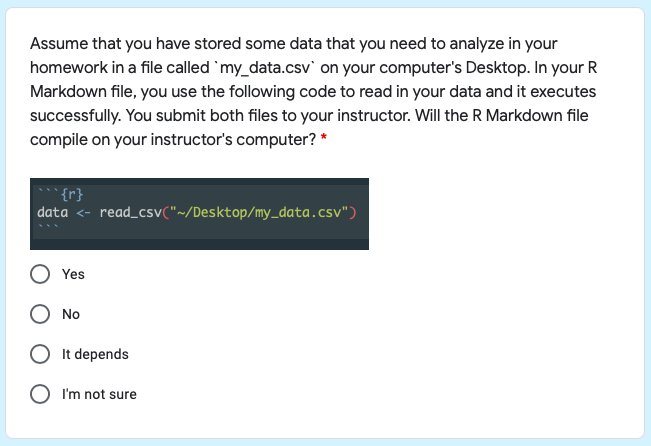 Assume that you have stored some data that you need to analyze in your
homework in a file called `my_data.csv` on your computer's Desktop. In your R
Markdown file, you use the following code to read in your data and it executes
successfully. You submit both files to your instructor. Will the R Markdown file
compile on your instructor's computer? *
```{r}
data <- read_csv("~/Desktop/my_data.csv")
```
Yes
No
It depends
I'm not sure